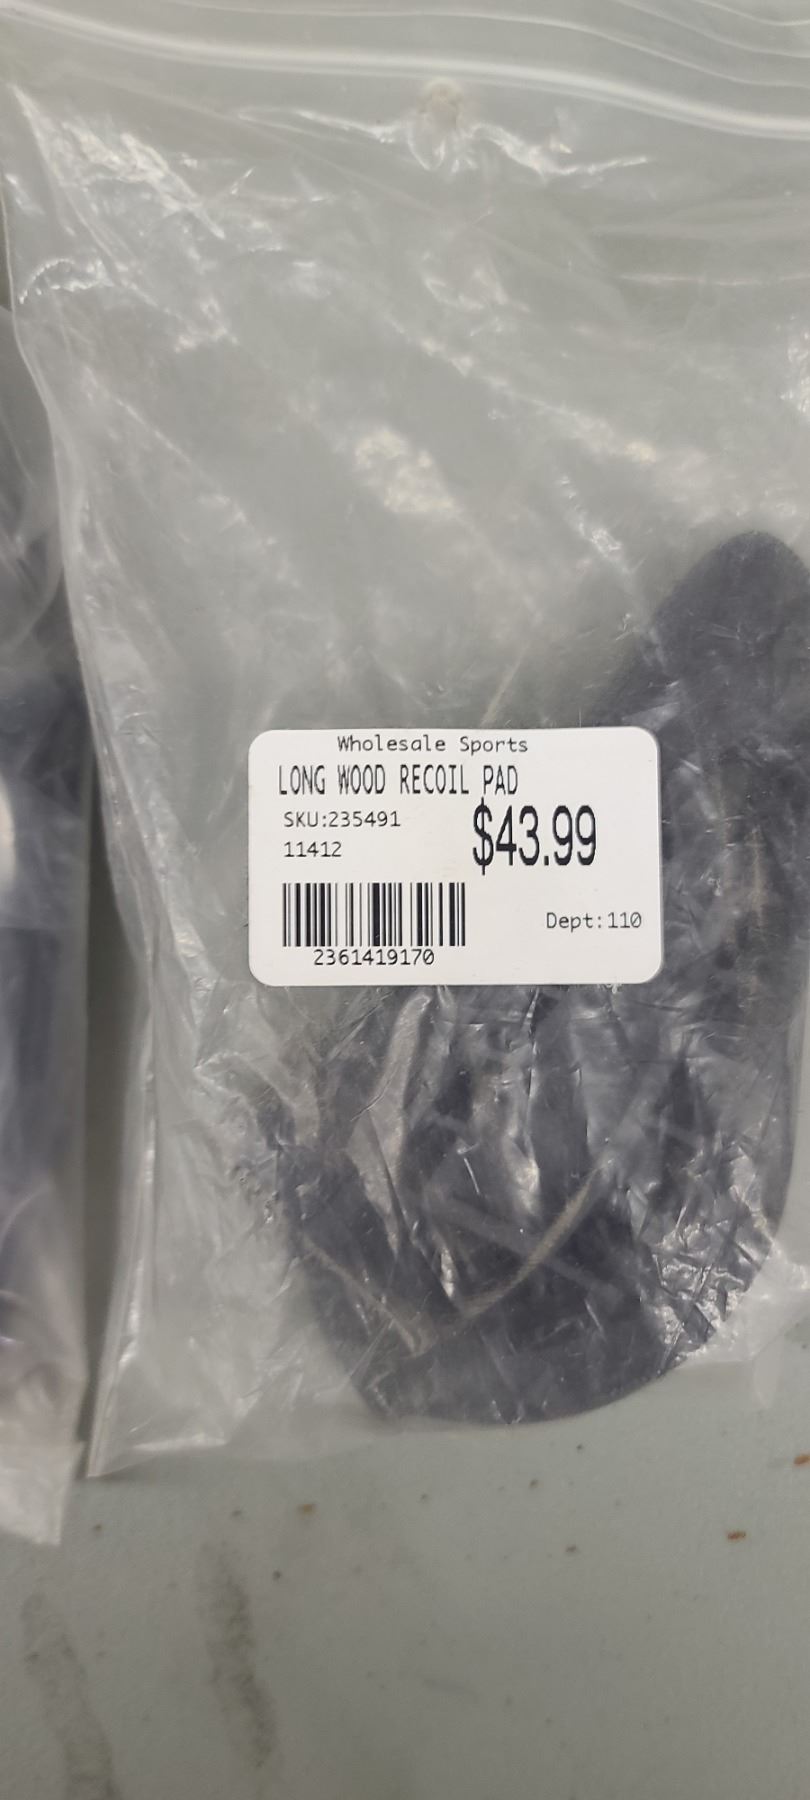 Wholesale Sports
LONG WOOD RECOIL PAD
SKU:235491
$43.99
11412
Dept:110
2361419170